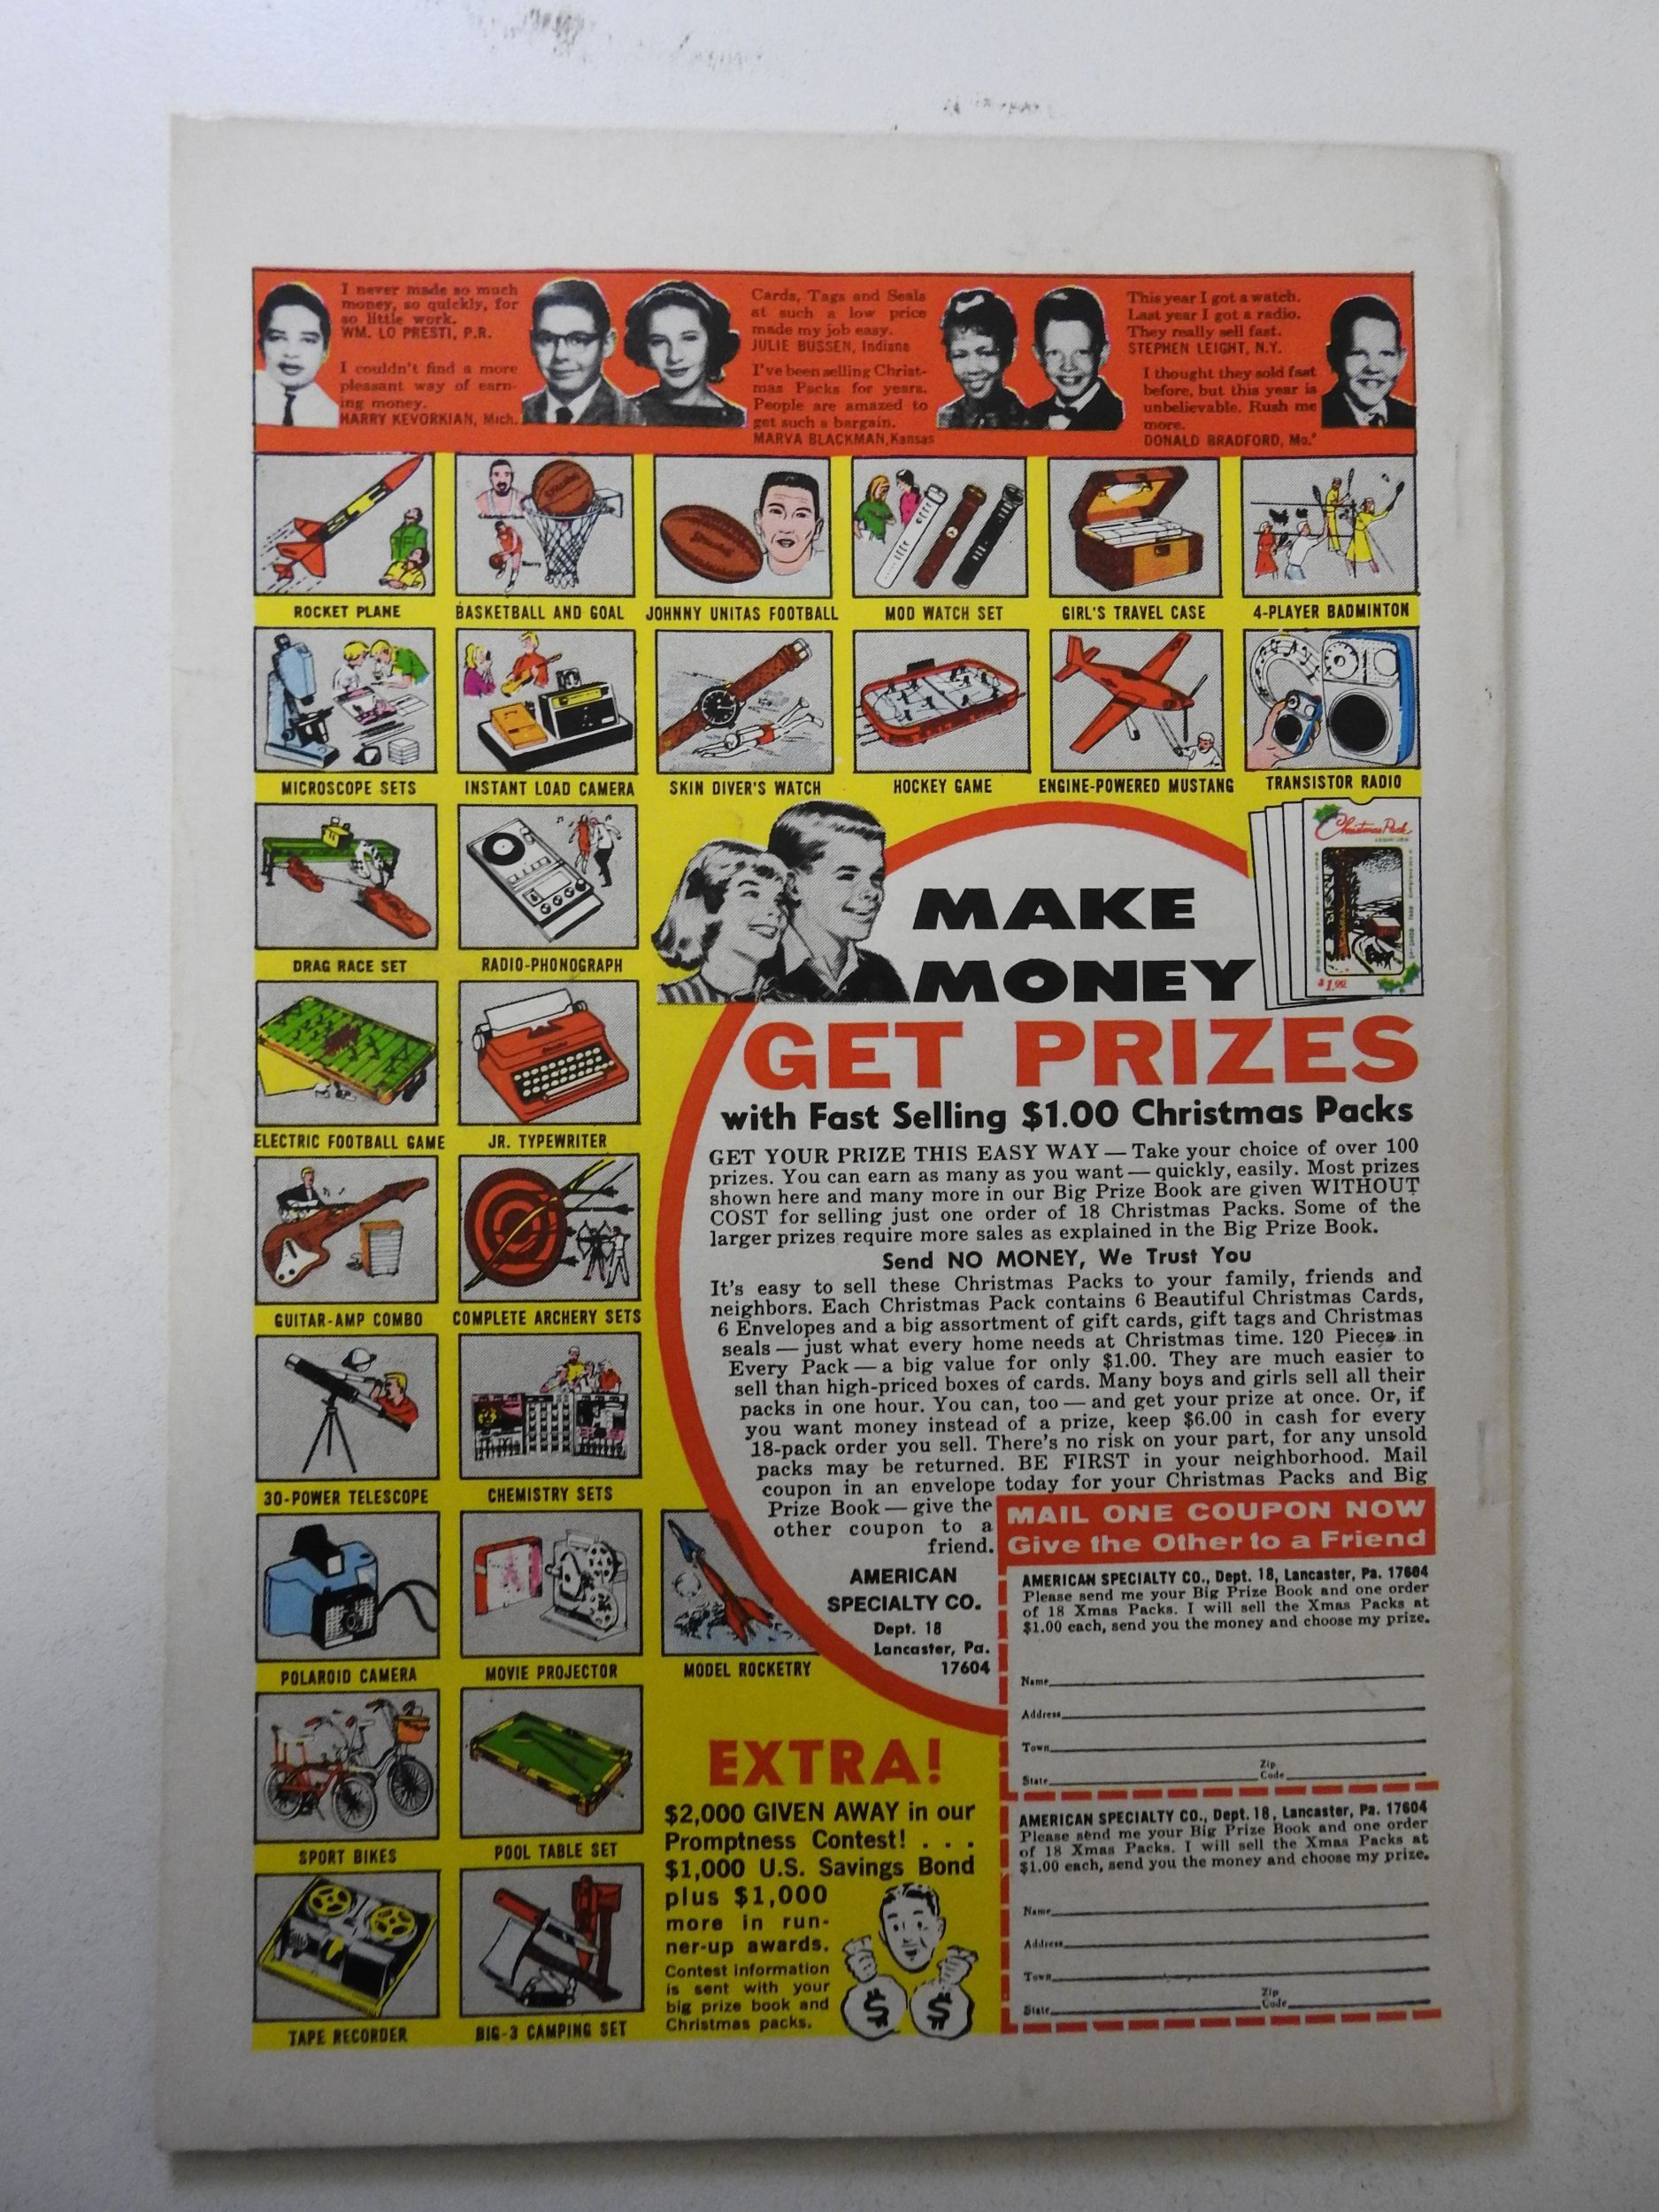 I never made so much
money, so quickly, for
so little work.
WM. LO PRESTI, P.R.
I couldn't find a more
pleasant way of earn-
ing money.
HARRY KEVORKIAN, Mich.
Cards, Tags and Seals
at such a low price
made my job easy.
JULIE BUSSEN, Indiana
I've been selling Christ-
mas Packs for years.
People are amazed to
get such a bargain.
MARVA BLACKMAN, Kansas
This year I got a watch.
Last year I got a radio.
They really sell fast.
STEPHEN LEIGHT, N.Y.
I thought they sold fast
before, but this year is
unbelievable. Rush me
more.
DONALD BRADFORD, Mo.
ROCKET PLANE
BASKETBALL AND GOAL
JOHNNY UNITAS FOOTBALL
MOD WATCH SET
GIRL'S TRAVEL CASE
4-PLAYER BADMINTON
MICROSCOPE SETS
INSTANT LOAD CAMERA
SKIN DIVER'S WATCH
HOCKEY GAME
ENGINE-POWERED MUSTANG
TRANSISTOR RADIO
DRAG RACE SET
RADIO-PHONOGRAPH
ELECTRIC FOOTBALL GAME
JR. TYPEWRITER
GUITAR-AMP COMBO
COMPLETE ARCHERY SETS
30-POWER TELESCOPE
CHEMISTRY SETS
POLAROID CAMERA
MOVIE PROJECTOR
MODEL ROCKETRY
SPORT BIKES
POOL TABLE SET
TAPE RECORDER
BIG-3 CAMPING SET
Christmas Pack
$1.00
MAKE
MONEY
GET PRIZES
with Fast Selling $1.00 Christmas Packs
GET YOUR PRIZE THIS EASY WAY — Take your choice of over 100
prizes. You can earn as many as you want — quickly, easily. Most prizes
shown here and many more in our Big Prize Book are given WITHOUT
COST for selling just one order of 18 Christmas Packs. Some of the
larger prizes require more sales as explained in the Big Prize Book.
Send NO MONEY, We Trust You
It's easy to sell these Christmas Packs to your family, friends and
neighbors. Each Christmas Pack contains 6 Beautiful Christmas Cards,
6 Envelopes and a big assortment of gift cards, gift tags and Christmas
seals — just what every home needs at Christmas time. 120 Pieces in
Every Pack — a big value for only $1.00. They are much easier to
sell than high-priced boxes of cards. Many boys and girls sell all their
packs in one hour. You can, too — and get your prize at once. Or, if
you want money instead of a prize, keep $6.00 in cash for every
18-pack order you sell. There's no risk on your part, for any unsold
packs may be returned. BE FIRST in your neighborhood. Mail
coupon in an envelope today for your Christmas Packs and Big
Prize Book — give the
other coupon to a
friend.
AMERICAN
SPECIALTY CO.
Dept. 18
Lancaster, Pa.
17604
MAIL ONE COUPON NOW
Give the Other to a Friend
AMERICAN SPECIALTY CO., Dept. 18, Lancaster, Pa. 17604
Please send me your Big Prize Book and one order
of 18 Xmas Packs. I will sell the Xmas Packs at
$1.00 each, send you the money and choose my prize.
Name
Address
Town
State Zip Code
AMERICAN SPECIALTY CO., Dept. 18, Lancaster, Pa. 17604
Please send me your Big Prize Book and one order
of 18 Xmas Packs. I will sell the Xmas Packs at
$1.00 each, send you the money and choose my prize.
Name
Address
Town
State Zip Code
EXTRA!
$2,000 GIVEN AWAY in our
Promptness Contest! . . .
$1,000 U.S. Savings Bond
plus $1,000
more in run-
ner-up awards.
Contest information
is sent with your
big prize book and
Christmas packs.
$ $